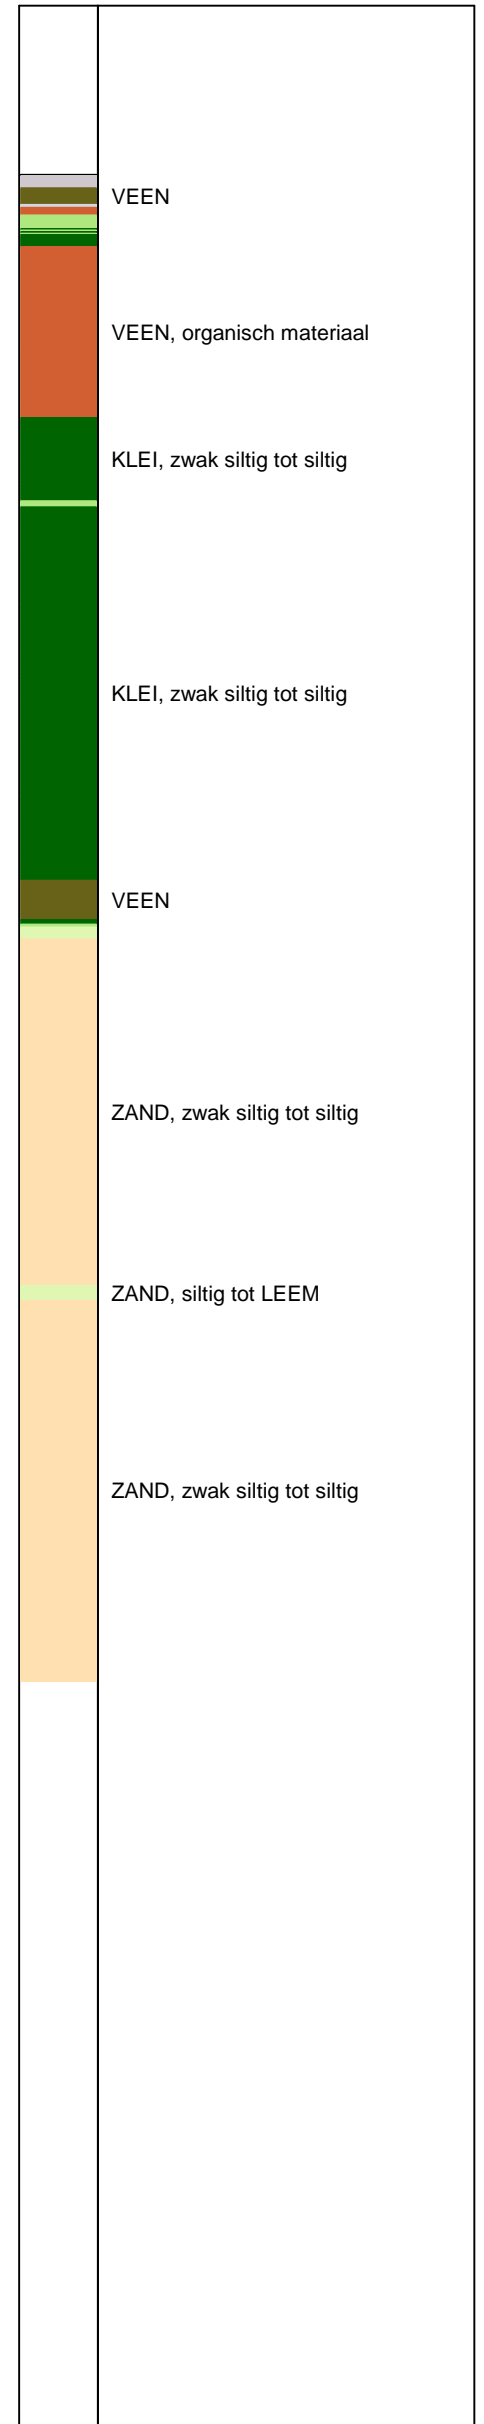 VEEN
VEEN, organisch materiaal
KLEI, zwak siltig tot siltig
KLEI, zwak siltig tot siltig
VEEN
ZAND, zwak siltig tot siltig
ZAND, siltig tot LEEM
ZAND, zwak siltig tot siltig